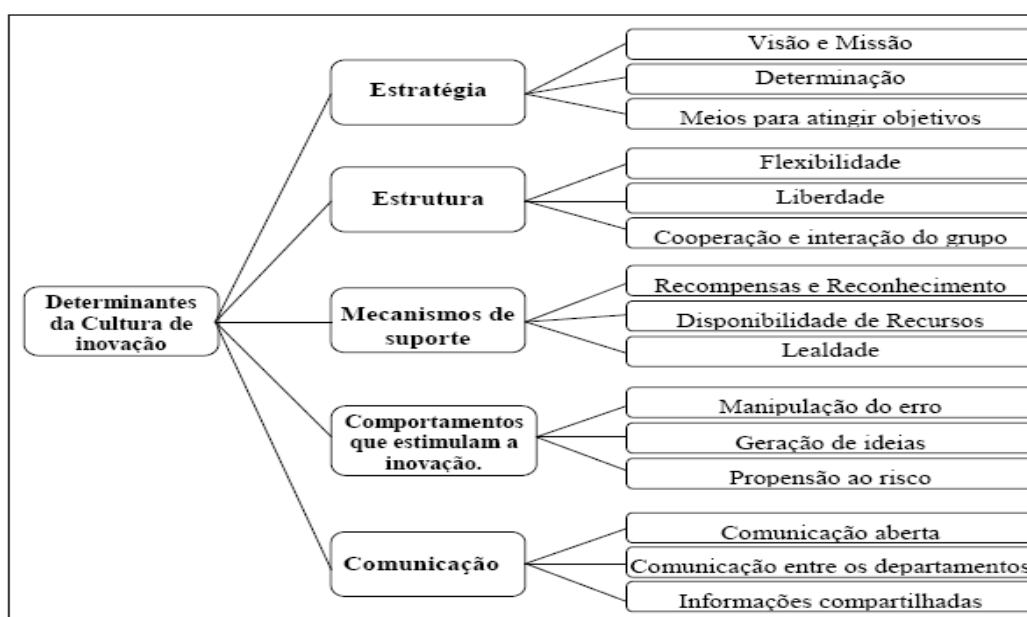 Determinantes
da Cultura de
inovação
Estratégia
Visão e Missão
Determinação
Meios para atingir objetivos
Estrutura
Flexibilidade
Liberdade
Cooperação e interação do grupo
Mecanismos de
suporte
Recompensas e Reconhecimento
Disponibilidade de Recursos
Lealdade
Comportamentos
que estimulam a
inovação.
Manipulação do erro
Geração de ideias
Propensão ao risco
Comunicação
Comunicação aberta
Comunicação entre os departamentos
Informações compartilhadas